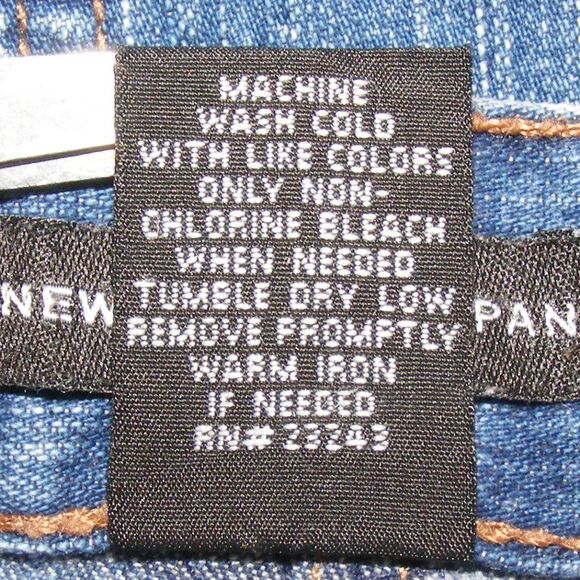 MACHINE
WASH COLD
WITH LIKE COLORS
ONLY NON-
CHLORINE BLEACH
WHEN NEEDED
TUMBLE DRY LOW
REMOVE PROMPTLY
WARM IRON
IF NEEDED
RN# 23243
NEW
PAN